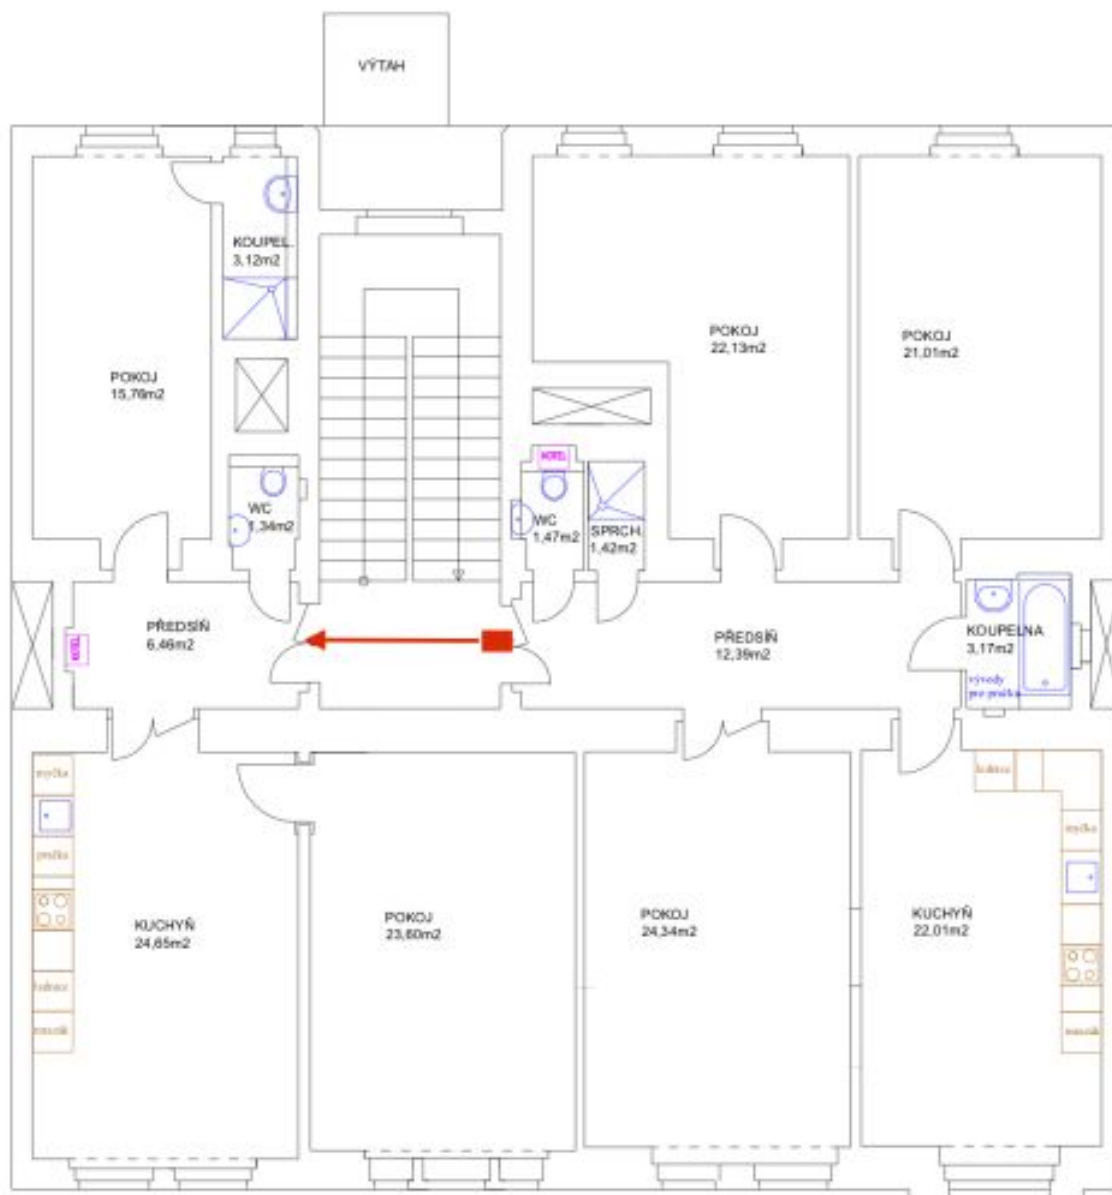 VÝTAH
KOUPEL.
3,12m2
POKOJ
22,13m2
POKOJ
21,01m2
POKOJ
15,76m2
KOTEL
WC
1,34m2
WC
1,47m2
SPRCH.
1,42m2
PŘEDSÍŇ
6,46m2
KOTEL
PŘEDSÍŇ
12,39m2
KOUPELNA
3,17m2
vývody
pro pračku
myčka
lednice
myčka
pračka
KUCHYŇ
24,65m2
POKOJ
23,60m2
POKOJ
24,34m2
KUCHYŇ
22,01m2
lednice